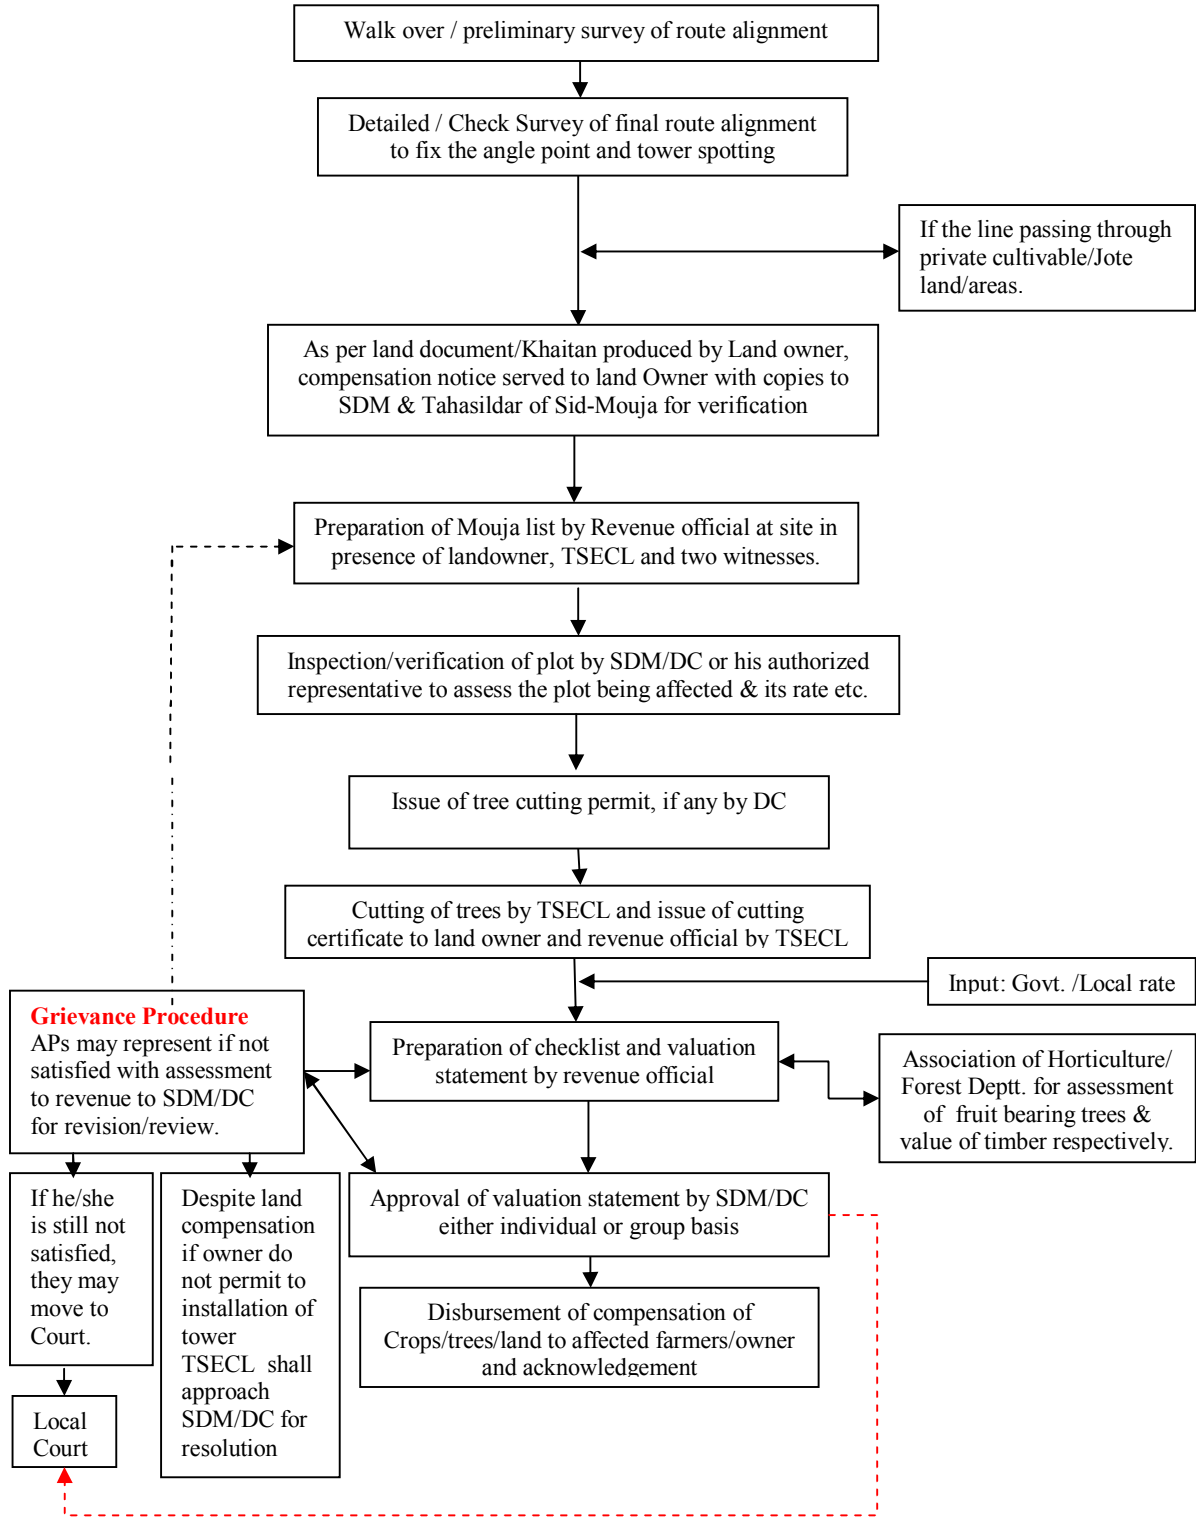 Walk over / preliminary survey of route alignment
Detailed / Check Survey of final route alignment
to fix the angle point and tower spotting
If the line passing through
private cultivable/Jote
land/areas.
As per land document/Khaitan produced by Land owner,
compensation notice served to land Owner with copies to
SDM & Tahasildar of Sid-Mouja for verification
Preparation of Mouja list by Revenue official at site in
presence of landowner, TSECL and two witnesses.
Inspection/verification of plot by SDM/DC or his authorized
representative to assess the plot being affected & its rate etc.
Issue of tree cutting permit, if any by DC
Cutting of trees by TSECL and issue of cutting
certificate to land owner and revenue official by TSECL
Input: Govt. /Local rate
Grievance Procedure
APs may represent if not
satisfied with assessment
to revenue to SDM/DC
for revision/review.
Preparation of checklist and valuation
statement by revenue official
Association of Horticulture/
Forest Deptt. for assessment
of fruit bearing trees &
value of timber respectively.
If he/she
is still not
satisfied,
they may
move to
Court.
Despite land
compensation
if owner do
not permit to
installation of
tower
TSECL shall
approach
SDM/DC for
resolution
Approval of valuation statement by SDM/DC
either individual or group basis
Disbursement of compensation of
Crops/trees/land to affected farmers/owner
and acknowledgement
Local
Court